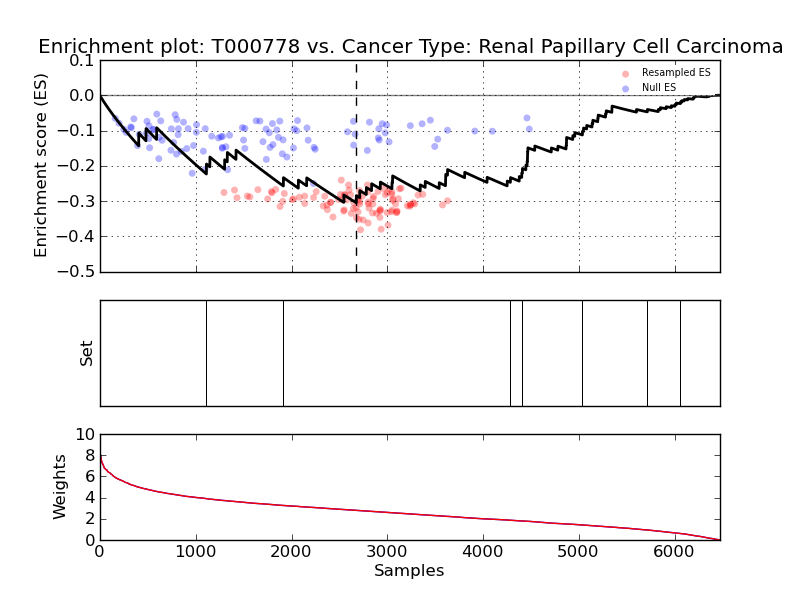 Enrichment plot: T000778 vs. Cancer Type: Renal Papillary Cell Carcinoma
Enrichment score (ES)
0.1
0.0
−0.1
−0.2
−0.3
−0.4
−0.5
Resampled ES
Null ES
Set
Weights
10
8
6
4
2
0
0 1000 2000 3000 4000 5000 6000
Samples